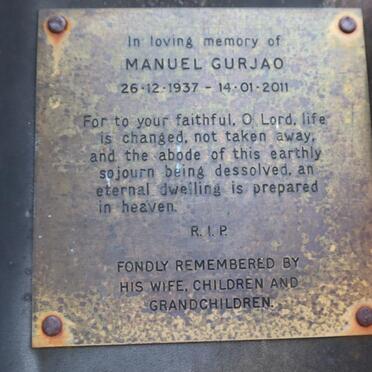 In loving memory of
MANUEL GURJAO
26·12·1937 – 14·01·2011
For to your faithful, O Lord, life
is changed, not taken away,
and the abode of this earthly
sojourn being dessolved, an
eternal dwelling is prepared
in heaven.
R.I.P.
FONDLY REMEMBERED BY
HIS WIFE, CHILDREN AND
GRANDCHILDREN.